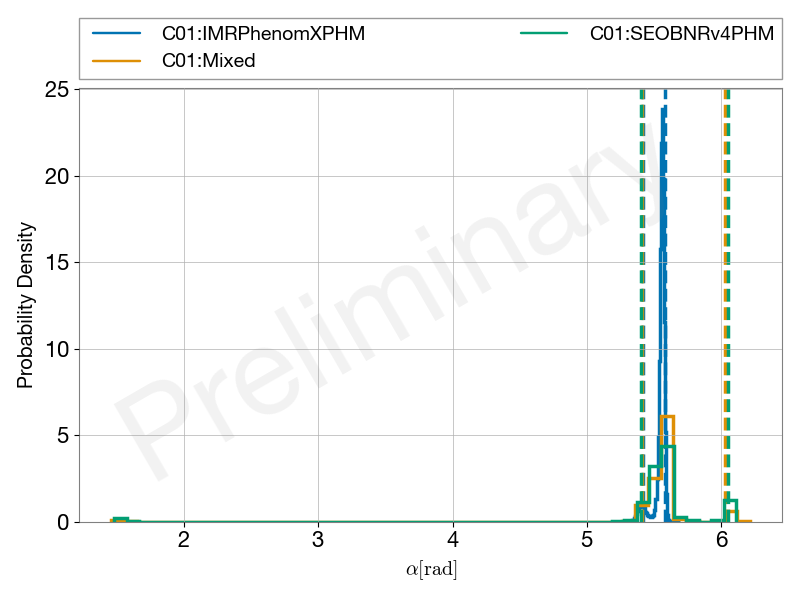 C01:IMRPhenomXPHM
C01:Mixed
C01:SEOBNRv4PHM
25
20
15
10
5
0
Probability Density
Preliminary
2 3 4 5 6
α[rad]